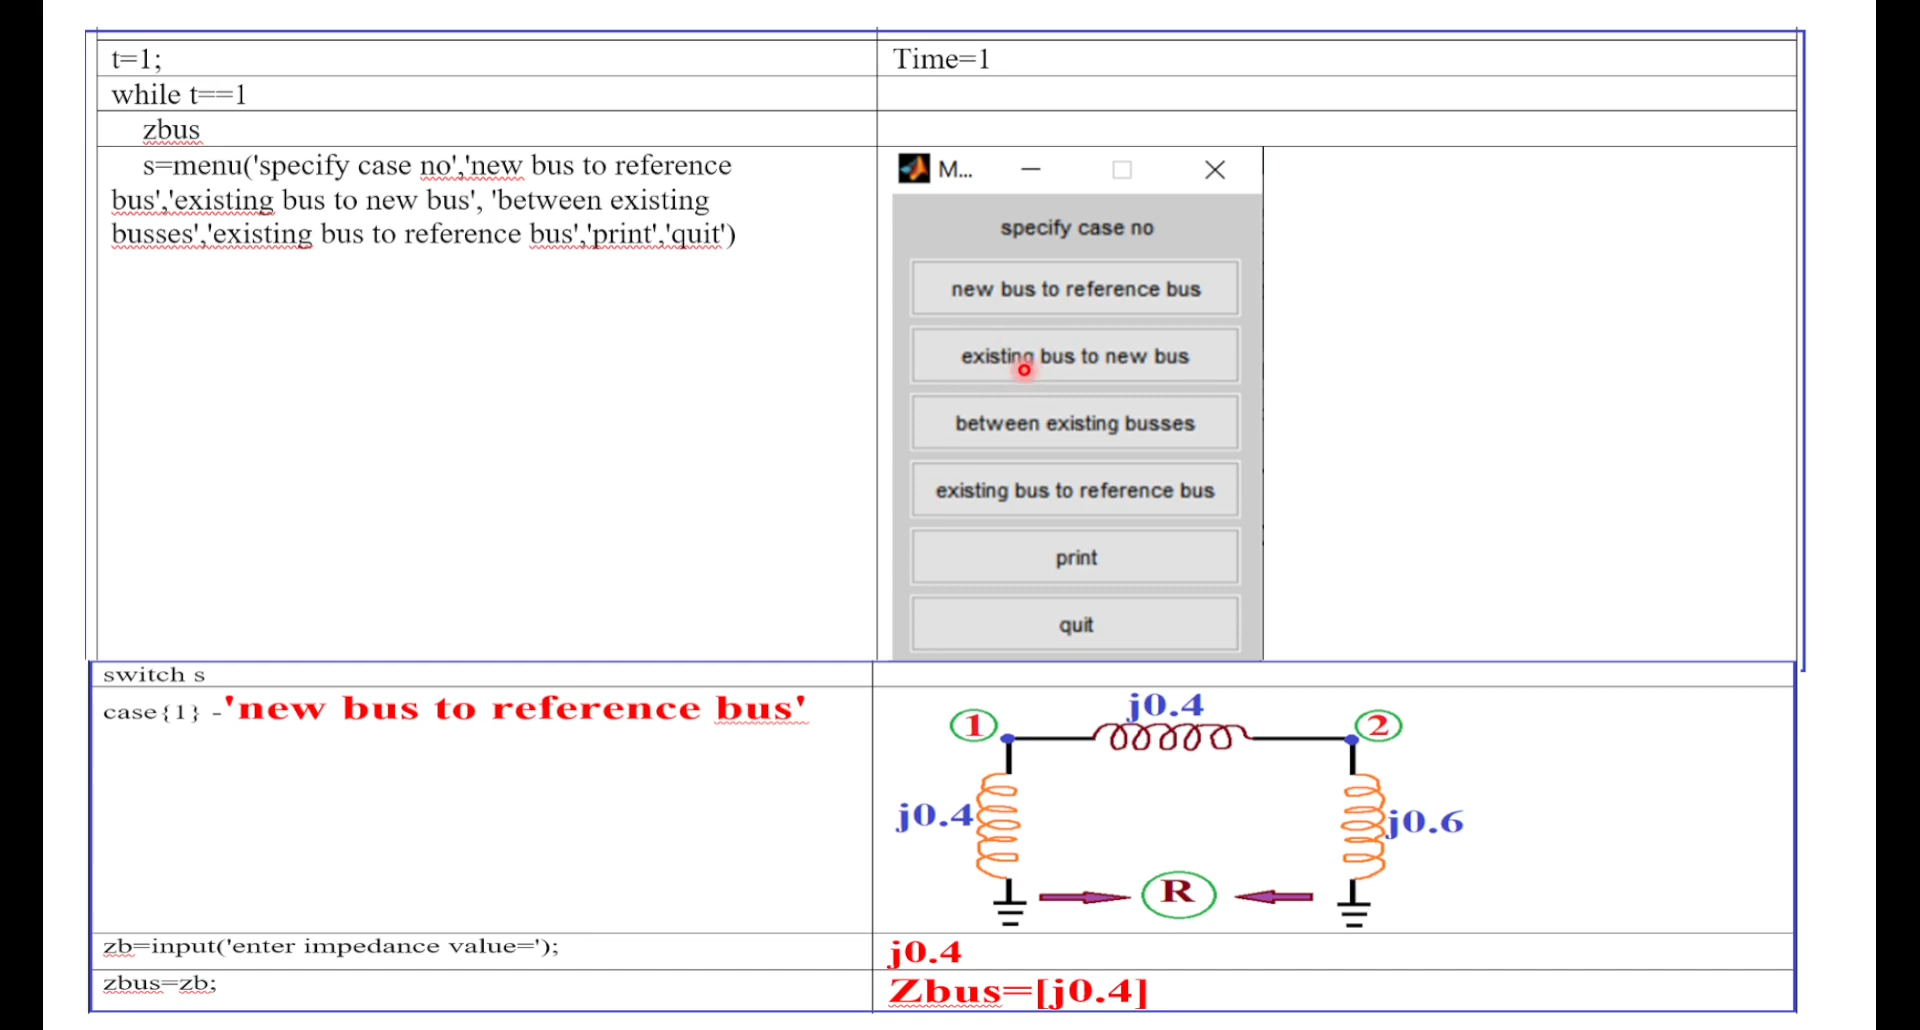 t=1;
Time=1
while t==1
zbus
s=menu('specify case no','new bus to reference
bus','existing bus to new bus', 'between existing
busses','existing bus to reference bus','print','quit')
M...
specify case no
new bus to reference bus
existing bus to new bus
between existing busses
existing bus to reference bus
print
quit
switch s
case{1} -'new bus to reference bus'
j0.4
1
2
j0.4
j0.6
R
zb=input('enter impedance value=');
j0.4
zbus=zb;
Zbus=[j0.4]